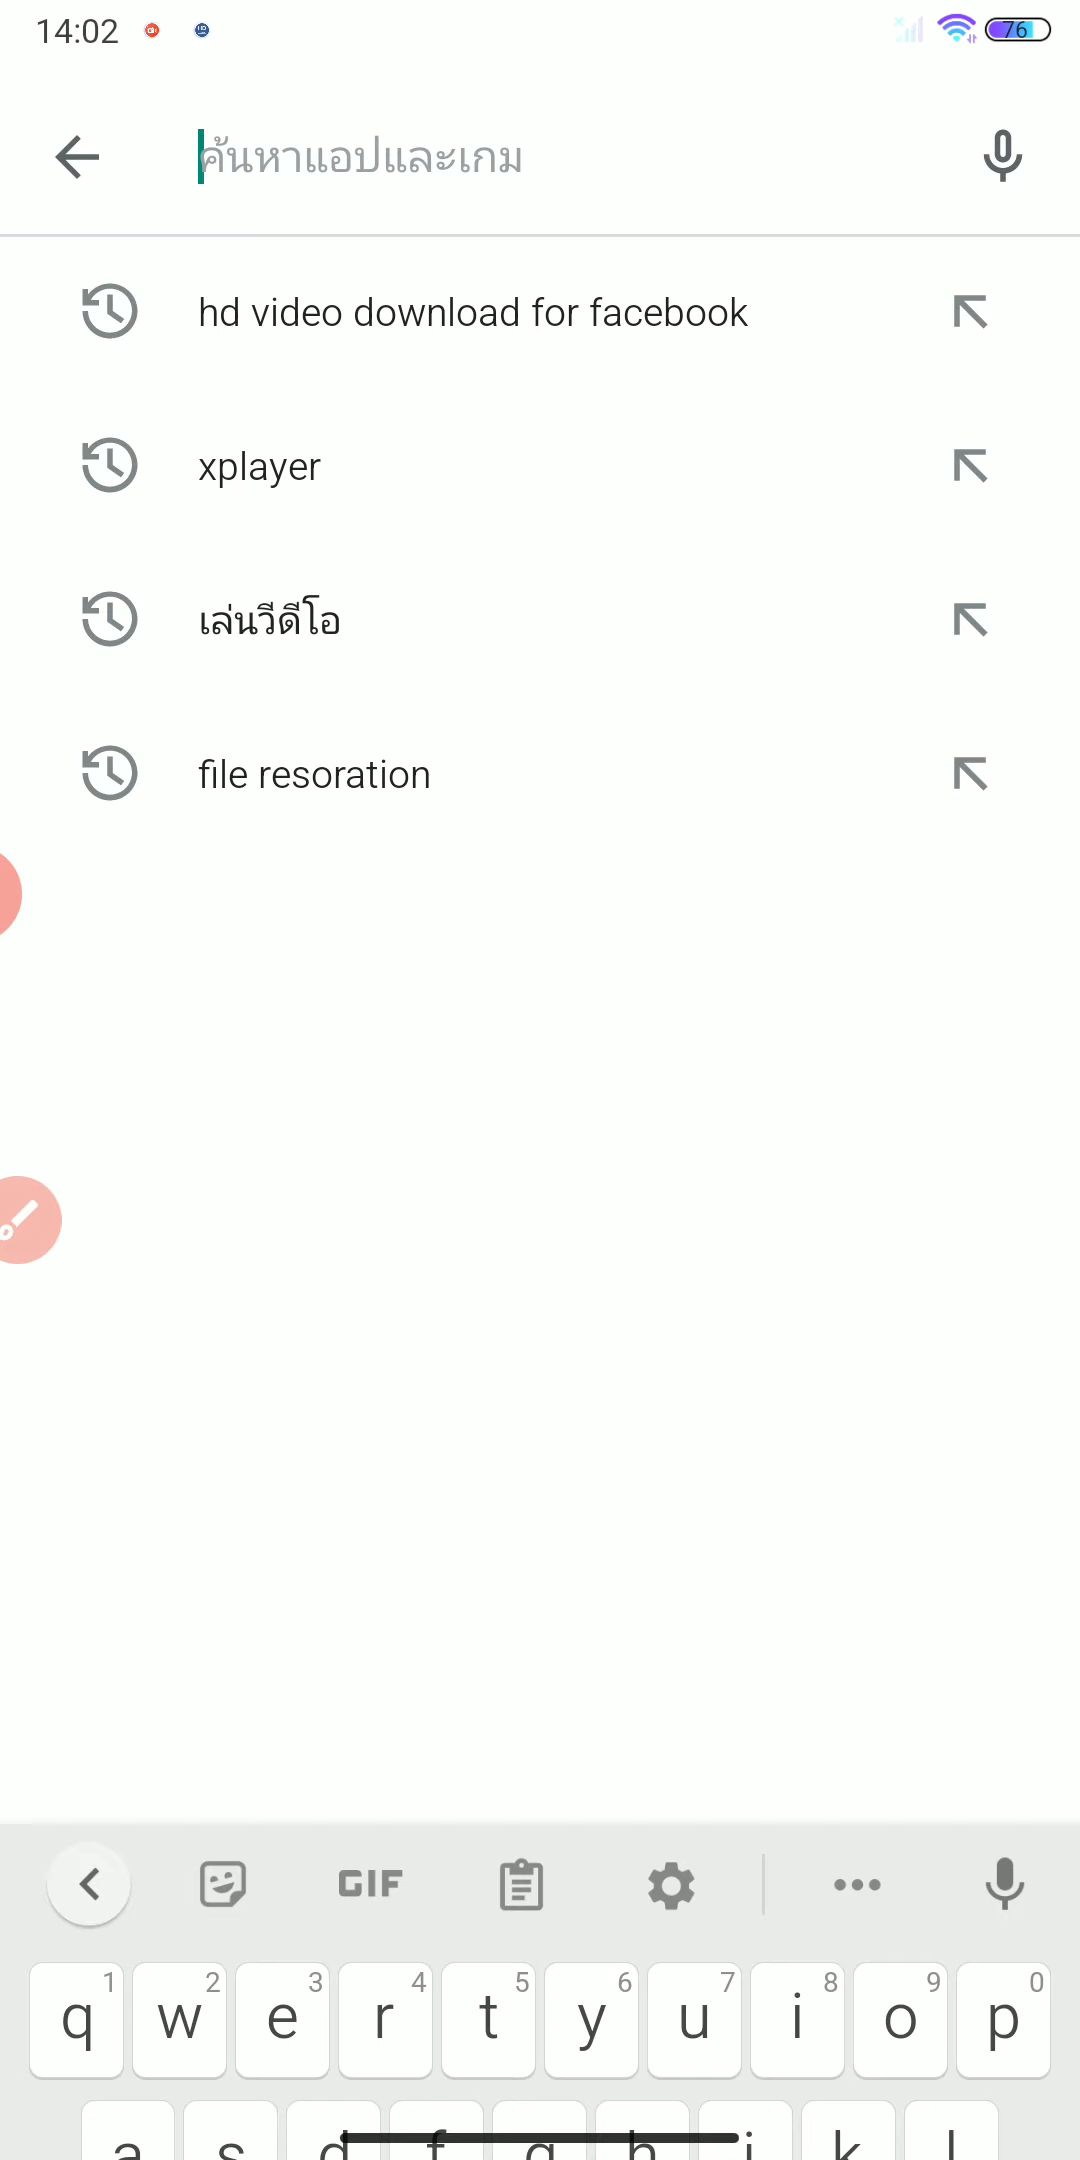 14:02
76
ค้นหาแอปและเกม
hd video download for facebook
xplayer
เล่นวีดีโอ
file resoration
GIF
1 2 3 4 5 6 7 8 9 0
q w e r t y u i o p
a s d f g h j k l